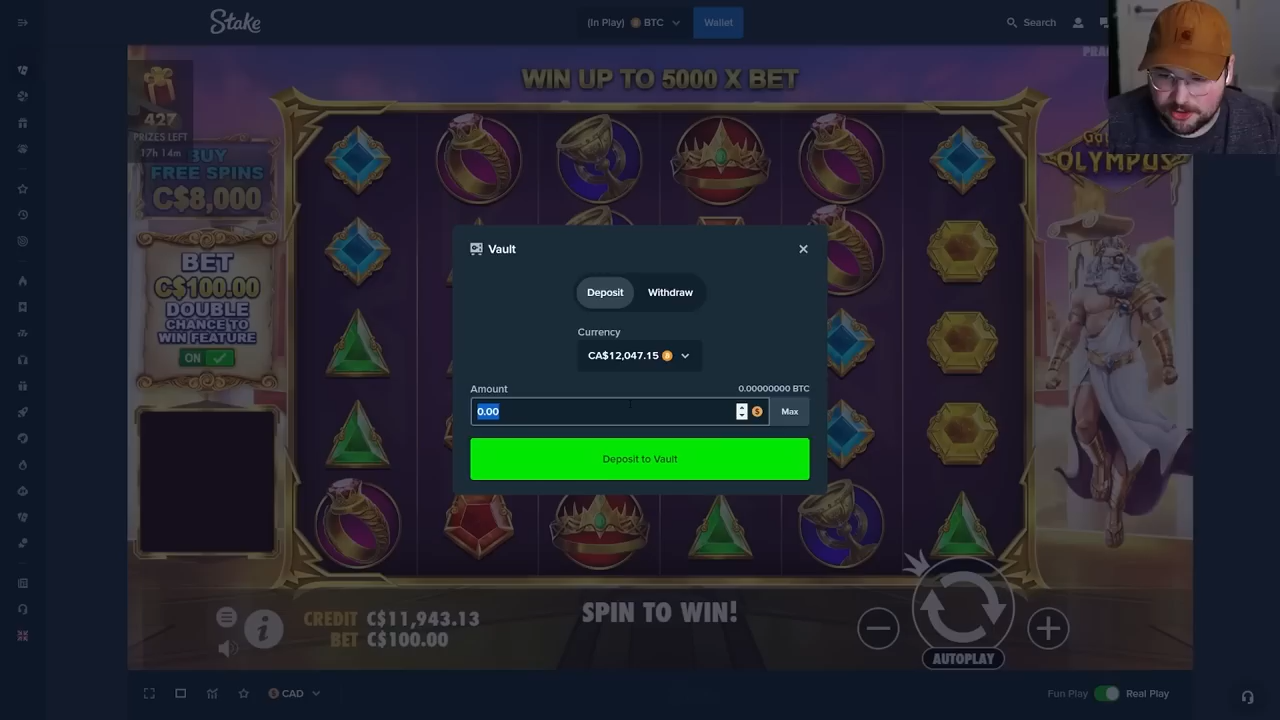 Stake
(In Play) BTC
Wallet
Search
PRA
WIN UP TO 5000 X BET
427
PRIZES LEFT
17h 14m
BUY
FREE SPINS
C$8,000
OLYMPUS
BET
C$100.00
DOUBLE
CHANCE TO
WIN FEATURE
ON
Vault
Deposit
Withdraw
Currency
CA$12,047.15
Amount
0.00000000 BTC
0.00
Max
Deposit to Vault
CREDIT C$11,943.13
BET C$100.00
SPIN TO WIN!
AUTOPLAY
CAD
Fun Play
Real Play